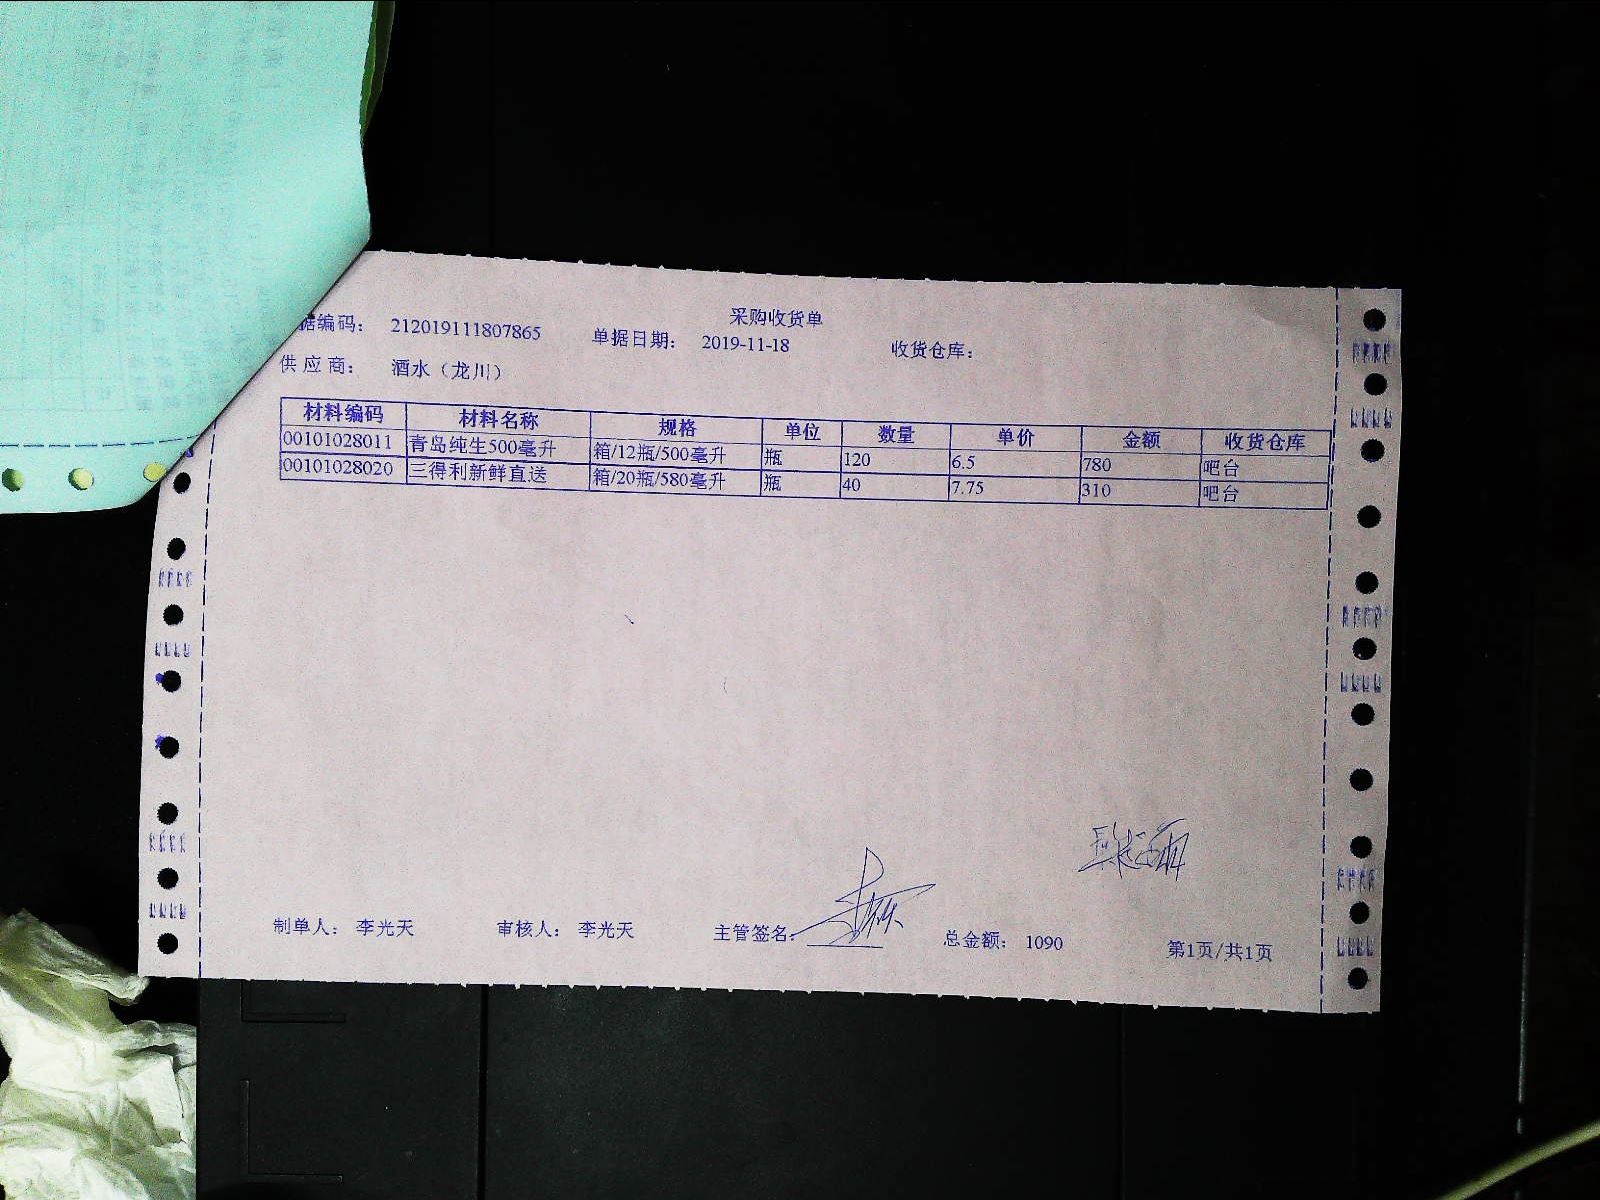 采购收货单
据编码： 212019111807865 单据日期： 2019-11-18 收货仓库：
供应商： 酒水（龙川）
材料编码 材料名称 规格 单位 数量 单价 金额 收货仓库
00101028011 青岛纯生500毫升 箱/12瓶/500毫升 瓶 120 6.5 780 吧台
00101028020 三得利新鲜直送 箱/20瓶/580毫升 瓶 40 7.75 310 吧台
制单人： 李光天 审核人： 李光天 主管签名： 总金额： 1090 第1页/共1页